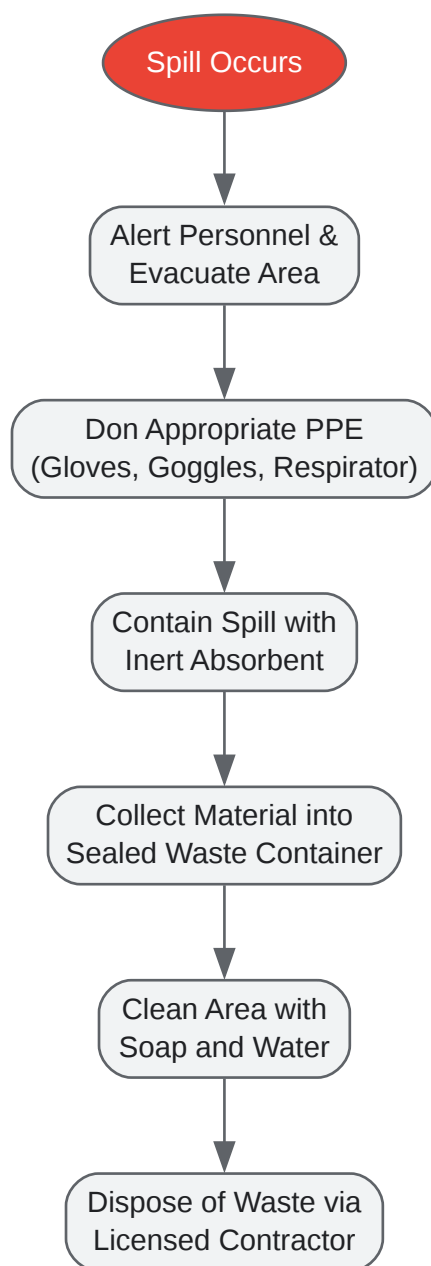 Spill Occurs
Alert Personnel &
Evacuate Area
Don Appropriate PPE
(Gloves, Goggles, Respirator)
Contain Spill with
Inert Absorbent
Collect Material into
Sealed Waste Container
Clean Area with
Soap and Water
Dispose of Waste via
Licensed Contractor